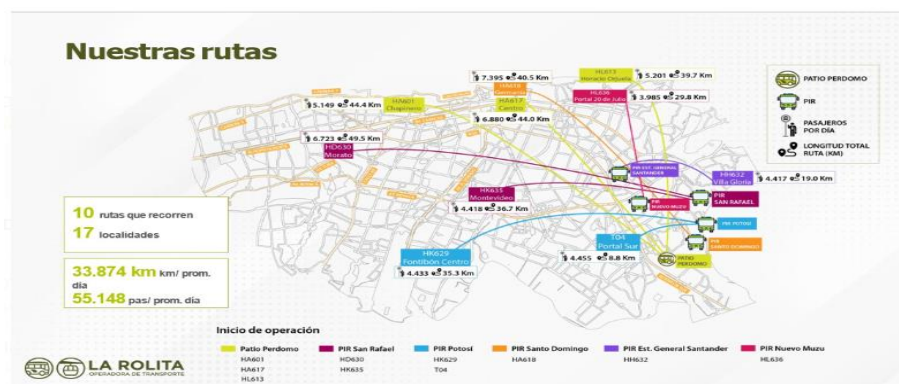 Nuestras rutas
7.395 40.5 Km
HA618
HL613
Horacio Orjuela
5.201 39.7 Km
PATIO PERDOMO
5.149 44.4 Km
HA601
Chapinero
HA617
Centro
HL636
Portal 20 de Julio
3.985 29.8 Km
PIR
6.880 44.0 Km
PASAJEROS
POR DÍA
6.723 49.5 Km
LONGITUD TOTAL
RUTA (KM)
HD630
Morato
PIR EST. GENERAL
SANTANDER
HH632
Villa Gloria
4.417 19.0 Km
HK635
Montevideo
PIR
SAN RAFAEL
10 rutas que recorren
17 localidades
4.418 36.7 Km
PIR
NUEVO MUZU
PIR POTOSÍ
T04
Portal Sur
PIR
SANTO DOMINGO
HK629
Fontibón Centro
4.455 8.8 Km
PATIO
PERDOMO
4.433 35.3 Km
33.874 km km/ prom.
día
55.148 pas/ prom. día
Inicio de operación
Patio Perdomo
HA601
HA617
HL613
PIR San Rafael
HD630
HK635
PIR Potosí
HK629
T04
PIR Santo Domingo
HA618
PIR Est. General Santander
HH632
PIR Nuevo Muzu
HL636
LA ROLITA
OPERADORA DE TRANSPORTE